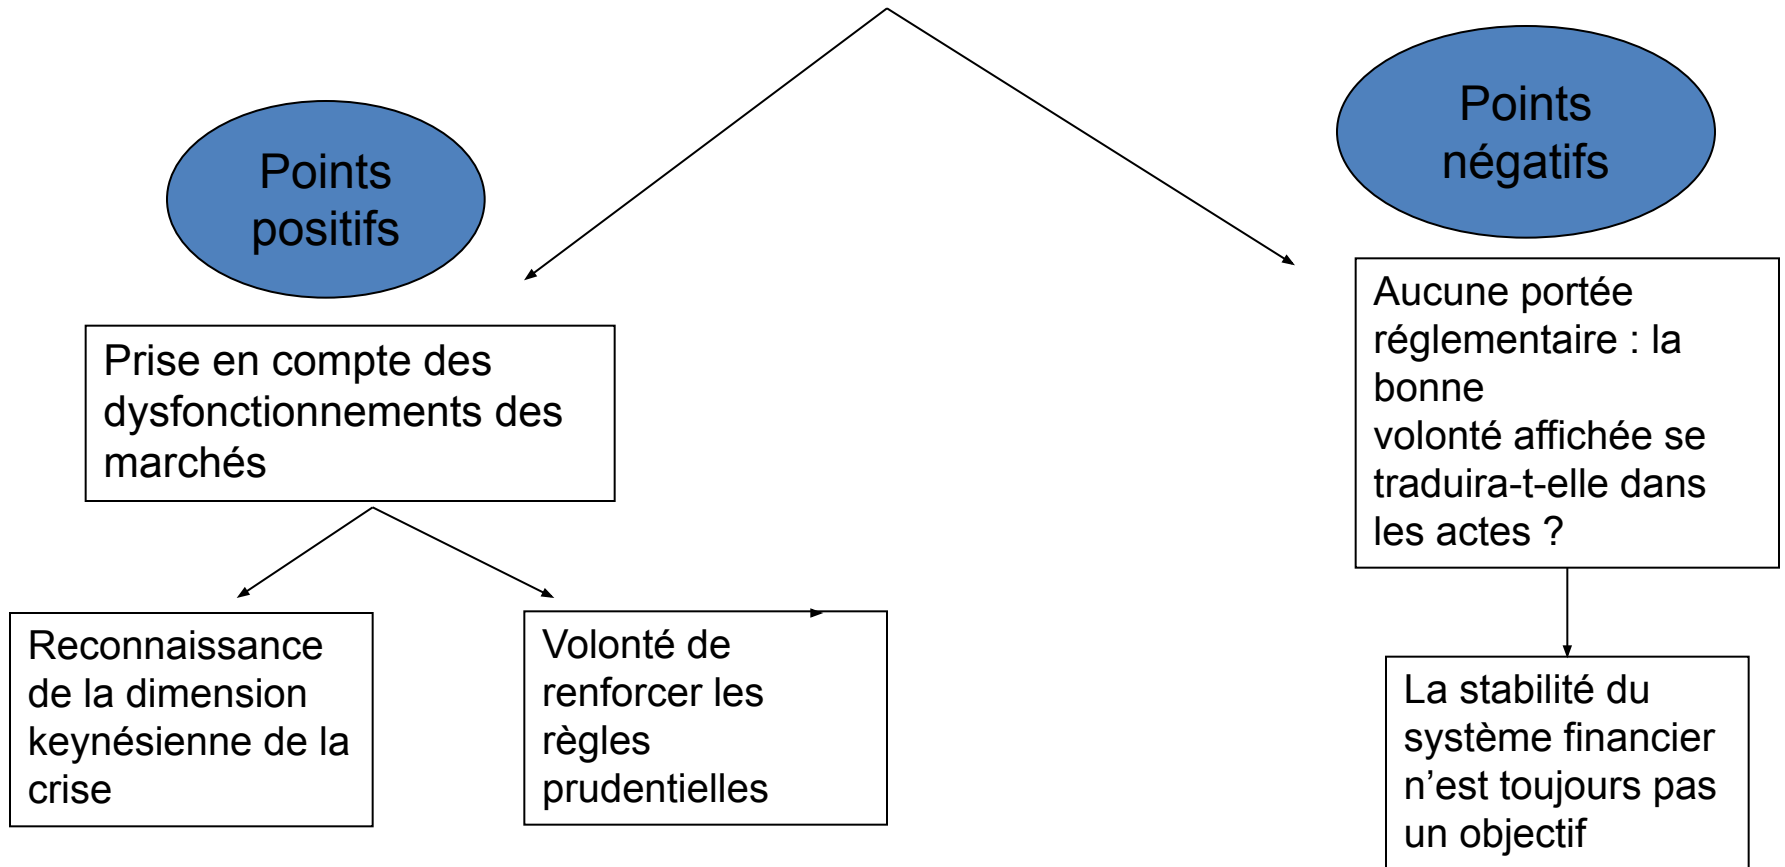 Points
positifs
Points
négatifs
Prise en compte des
dysfonctionnements des
marchés
Aucune portée
réglementaire : la
bonne
volonté affichée se
traduira-t-elle dans
les actes ?
Reconnaissance
de la dimension
keynésienne de la
crise
Volonté de
renforcer les
règles
prudentielles
La stabilité du
système financier
n’est toujours pas
un objectif